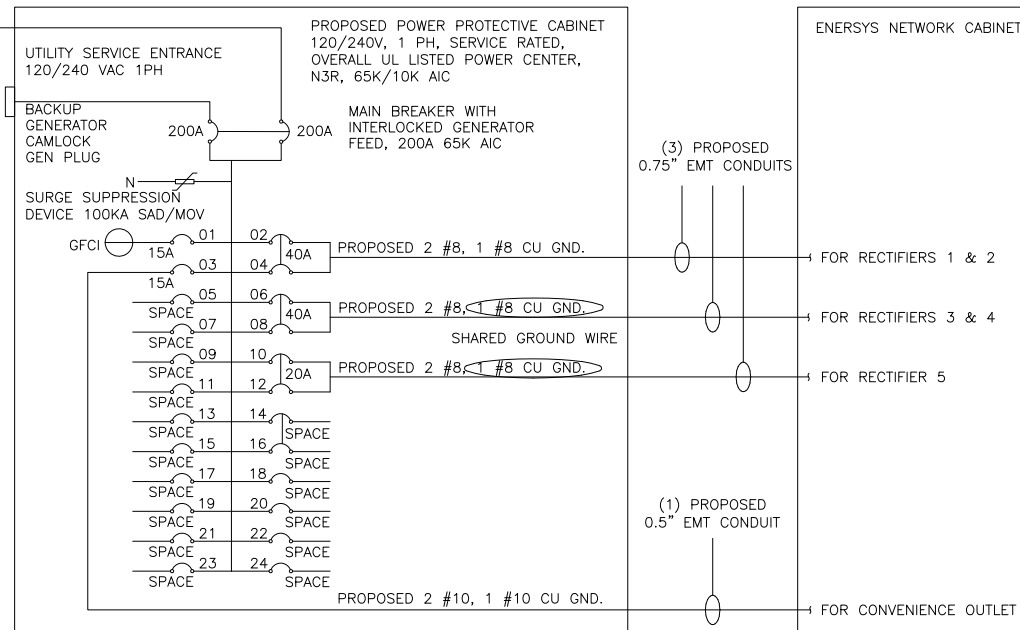 PROPOSED POWER PROTECTIVE CABINET
120/240V, 1 PH, SERVICE RATED,
OVERALL UL LISTED POWER CENTER,
N3R, 65K/10K AIC
ENERSYS NETWORK CABINET
UTILITY SERVICE ENTRANCE
120/240 VAC 1PH
BACKUP
GENERATOR
CAMLOCK
GEN PLUG
200A
200A
MAIN BREAKER WITH
INTERLOCKED GENERATOR
FEED, 200A 65K AIC
(3) PROPOSED
0.75" EMT CONDUITS
N
SURGE SUPPRESSION
DEVICE 100KA SAD/MOV
GFCI
15A
01
02
40A
PROPOSED 2 #8, 1 #8 CU GND.
FOR RECTIFIERS 1 & 2
15A
03
04
SPACE
05
06
40A
PROPOSED 2 #8, 1 #8 CU GND.
FOR RECTIFIERS 3 & 4
SPACE
07
08
SHARED GROUND WIRE
SPACE
09
10
20A
PROPOSED 2 #8, 1 #8 CU GND.
FOR RECTIFIER 5
SPACE
11
12
SPACE
13
14
SPACE
SPACE
15
16
SPACE
SPACE
17
18
SPACE
SPACE
19
20
SPACE
SPACE
21
22
SPACE
SPACE
23
24
SPACE
(1) PROPOSED
0.5" EMT CONDUIT
PROPOSED 2 #10, 1 #10 CU GND.
FOR CONVENIENCE OUTLET